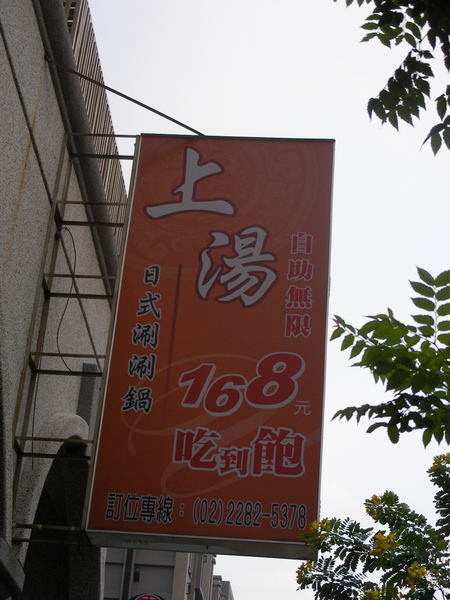 上湯
自助無限
日式涮涮鍋
168元
吃到飽
訂位專線：(02)2282-5378